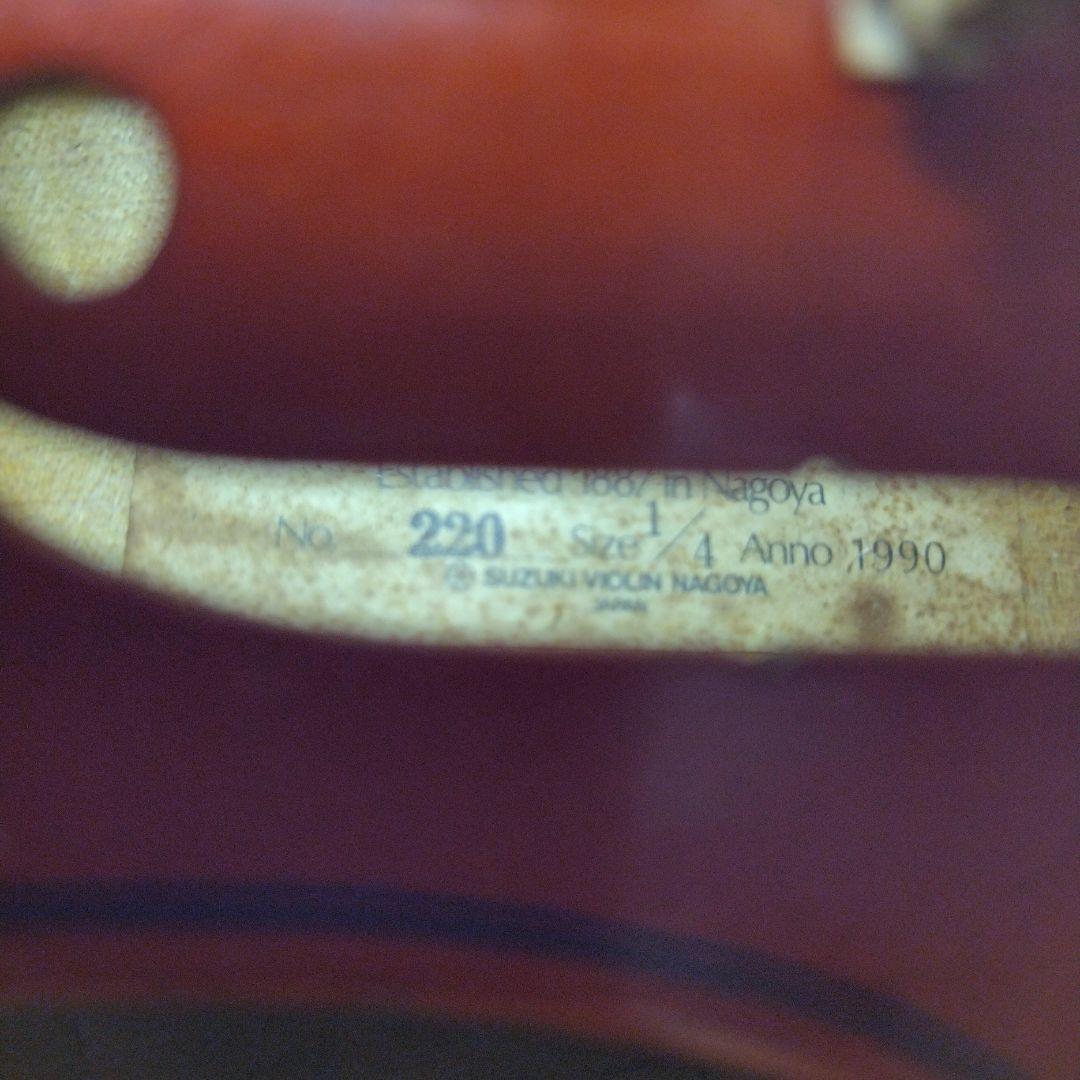 Established 1887 in Nagoya
No. 220 Size 1/4 Anno 1990
SUZUKI VIOLIN NAGOYA
JAPAN